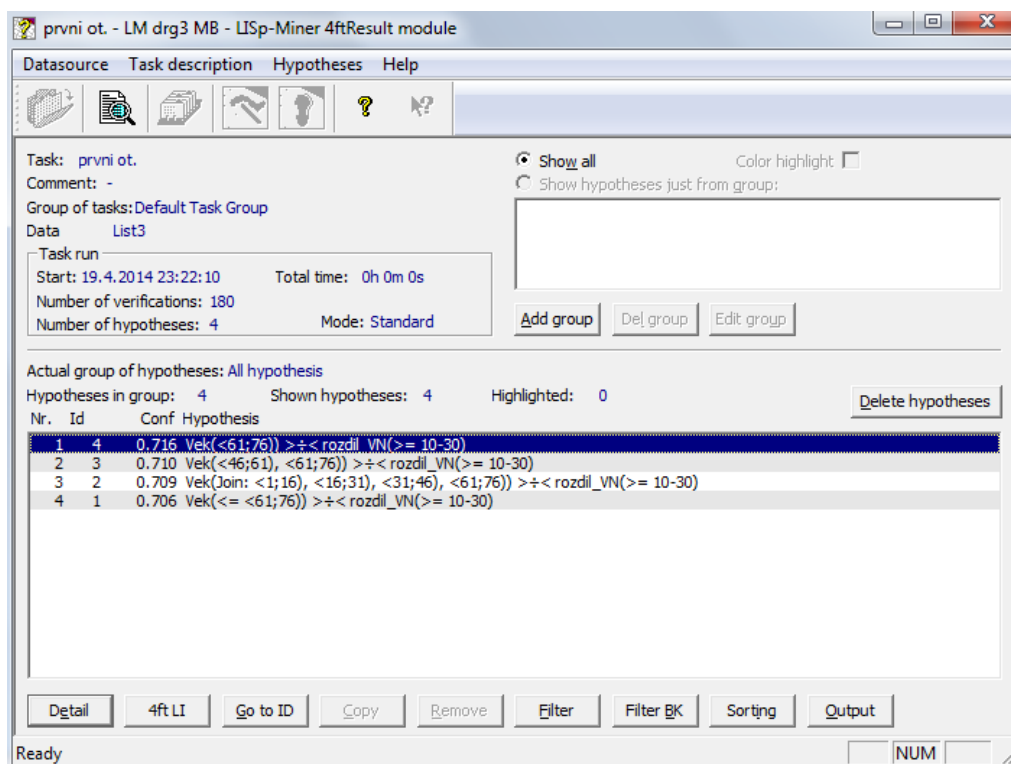 prvni ot. - LM drg3 MB - LISp-Miner 4ftResult module
Datasource Task description Hypotheses Help
Task: prvni ot.
Comment: -
Group of tasks: Default Task Group
Data List3
Task run
Start: 19.4.2014 23:22:10 Total time: 0h 0m 0s
Number of verifications: 180
Number of hypotheses: 4 Mode: Standard
Show all Color highlight
Show hypotheses just from group:
Add group Del group Edit group
Actual group of hypotheses: All hypothesis
Hypotheses in group: 4 Shown hypotheses: 4 Highlighted: 0
Delete hypotheses
Nr. Id Conf Hypothesis
1 4 0.716 Vek(<61;76)) >÷< rozdil_VN(>= 10-30)
2 3 0.710 Vek(<46;61), <61;76)) >÷< rozdil_VN(>= 10-30)
3 2 0.709 Vek(Join: <1;16), <16;31), <31;46), <61;76)) >÷< rozdil_VN(>= 10-30)
4 1 0.706 Vek(<= <61;76)) >÷< rozdil_VN(>= 10-30)
Detail 4ft LI Go to ID Copy Remove Filter Filter BK Sorting Output
Ready NUM